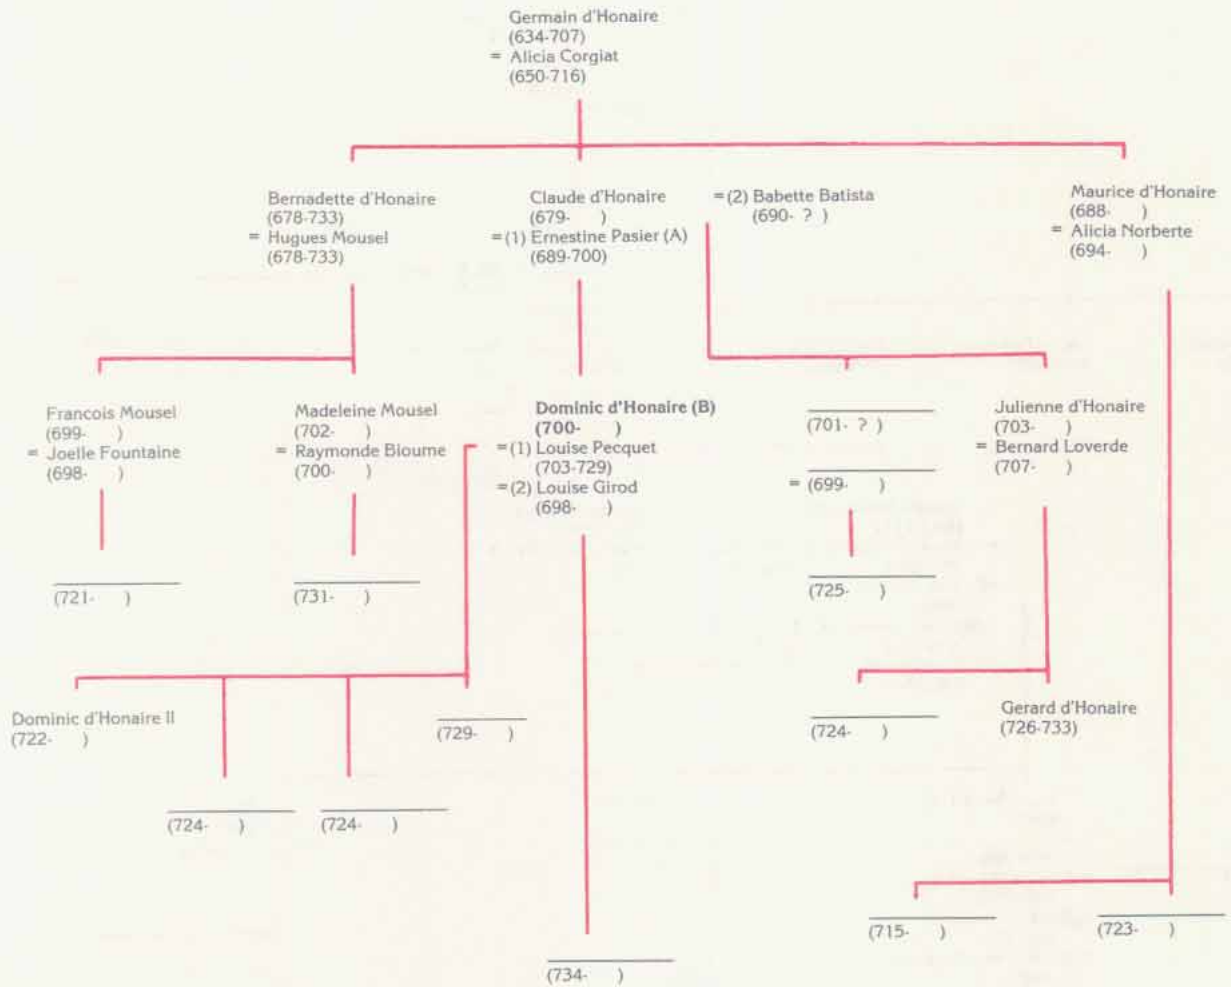 Germain d'Honaire
(634-707)
= Alicia Corgiat
(650-716)
Bernadette d'Honaire
(678-733)
= Hugues Mousel
(678-733)
Claude d'Honaire
(679- )
=(1) Ernestine Pasier (A)
(689-700)
=(2) Babette Batista
(690- ? )
Maurice d'Honaire
(688- )
= Alicia Norberte
(694- )
Francois Mousel
(699- )
= Joelle Fountaine
(698- )
Madeleine Mousel
(702- )
= Raymonde Bloume
(700- )
Dominic d'Honaire (B)
(700- )
=(1) Louise Pecquet
(703-729)
=(2) Louise Girod
(698- )
(701- ? )
= (699- )
Julienne d'Honaire
(703- )
= Bernard Loverde
(707- )
(721- )
(731- )
(725- )
Dominic d'Honaire II
(722- )
(724- )
(724- )
(729- )
(724- )
Gerard d'Honaire
(726-733)
(734- )
(715- )
(723- )